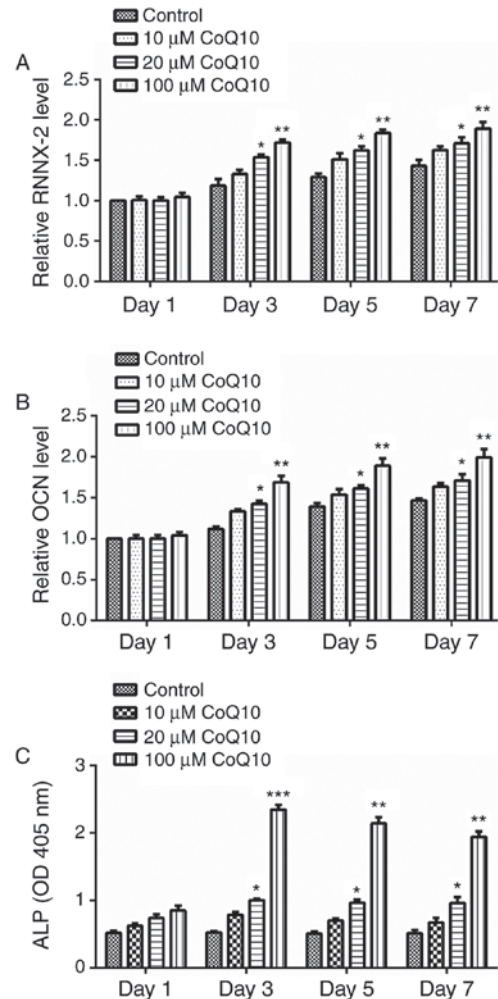 A
Control
10 μM CoQ10
20 μM CoQ10
100 μM CoQ10
Relative RNNX-2 level
2.5
2.0
1.5
1.0
0.5
0.0
* ** * ** * **
Day 1 Day 3 Day 5 Day 7
B
Control
10 μM CoQ10
20 μM CoQ10
100 μM CoQ10
Relative OCN level
2.5
2.0
1.5
1.0
0.5
0.0
* ** * ** * **
Day 1 Day 3 Day 5 Day 7
C
Control
10 μM CoQ10
20 μM CoQ10
100 μM CoQ10
ALP (OD 405 nm)
3
2
1
0
* *** * ** * **
Day 1 Day 3 Day 5 Day 7